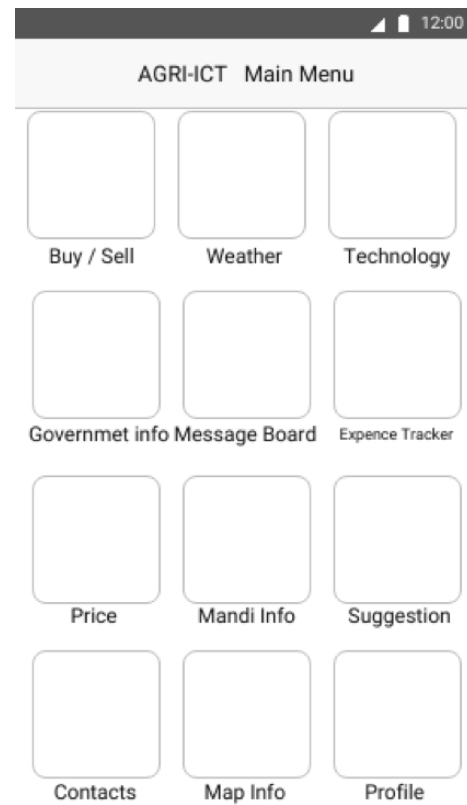 12:00
AGRI-ICT Main Menu
Buy / Sell Weather Technology
Governmet info Message Board Expence Tracker
Price Mandi Info Suggestion
Contacts Map Info Profile